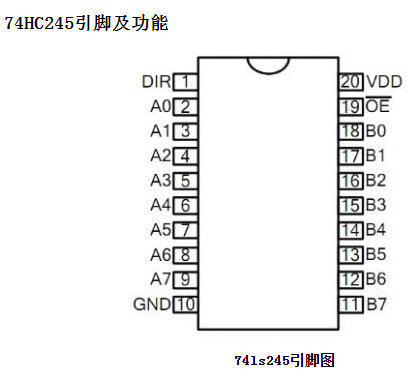 74HC245引脚及功能
DIR 1 20 VDD
A0 2 19 OE
A1 3 18 B0
A2 4 17 B1
A3 5 16 B2
A4 6 15 B3
A5 7 14 B4
A6 8 13 B5
A7 9 12 B6
GND 10 11 B7
74ls245引脚图